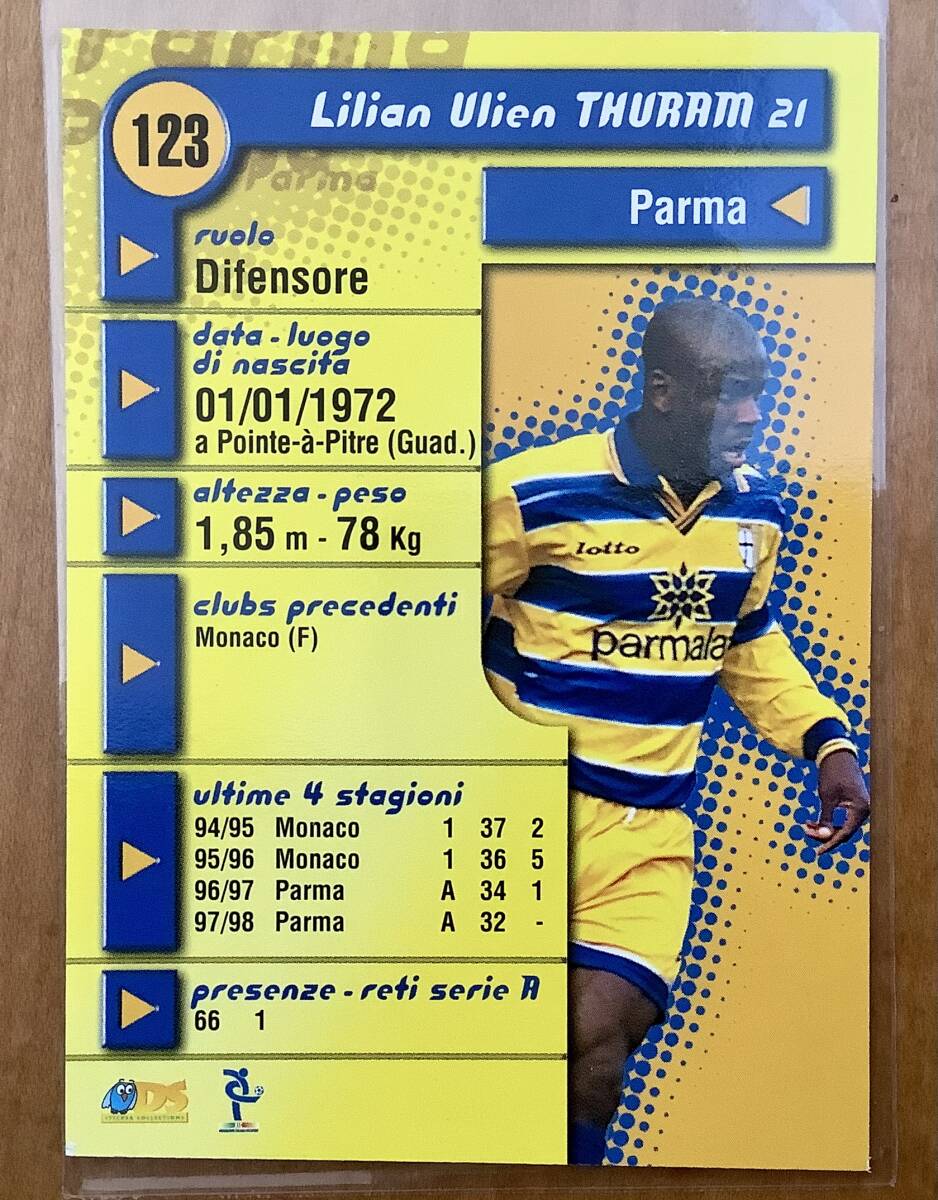 Parma
123
Lilian Ulien THURAM 21
Parma
Parma
ruolo
Difensore
data - luogo
di nascita
01/01/1972
a Pointe-à-Pitre (Guad.)
altezza - peso
1,85 m - 78 Kg
clubs precedenti
Monaco (F)
ultime 4 stagioni
94/95 Monaco 1 37 2
95/96 Monaco 1 36 5
96/97 Parma A 34 1
97/98 Parma A 32 -
presenze - reti serie A
66 1
lotto
parmala
DS